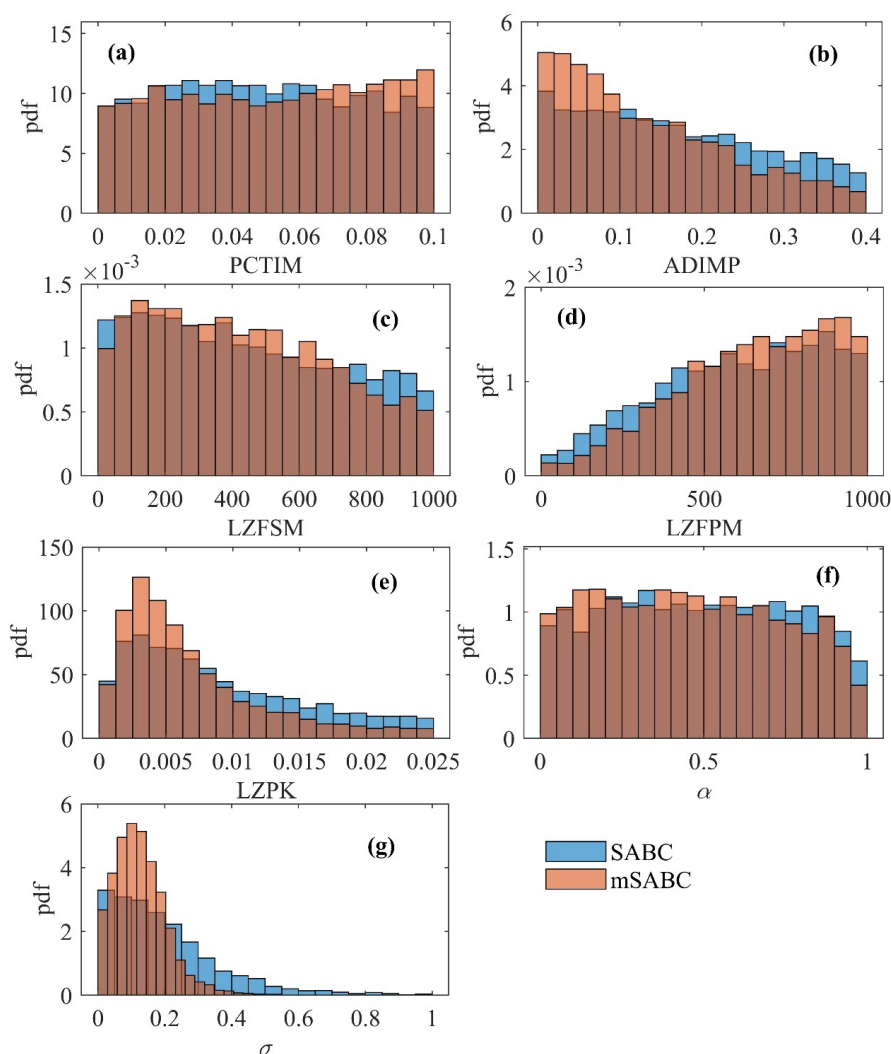 (a)
15
10
5
0
pdf
0 0.02 0.04 0.06 0.08 0.1
PCTIM
(b)
6
4
2
0
pdf
0 0.1 0.2 0.3 0.4
ADIMP
×10-3
(c)
1.5
1
0.5
0
pdf
0 200 400 600 800 1000
LZFSM
×10-3
(d)
2
1
0
pdf
0 500 1000
LZFPM
(e)
150
100
50
0
pdf
0 0.005 0.01 0.015 0.02 0.025
LZPK
(f)
1.5
1
0.5
0
pdf
0 0.5 1
α
(g)
6
4
2
0
pdf
0 0.2 0.4 0.6 0.8 1
σ
SABC
mSABC